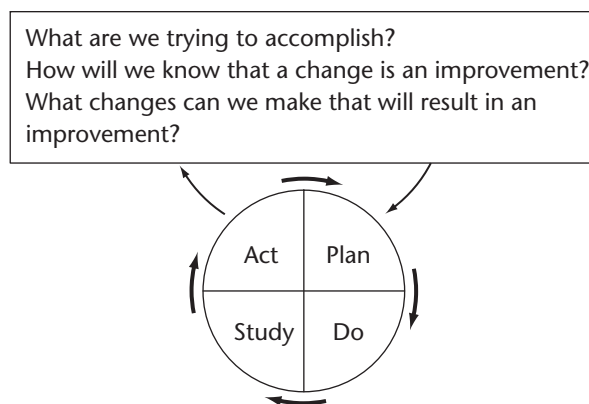 What are we trying to accomplish?
How will we know that a change is an improvement?
What changes can we make that will result in an
improvement?
Act
Plan
Study
Do